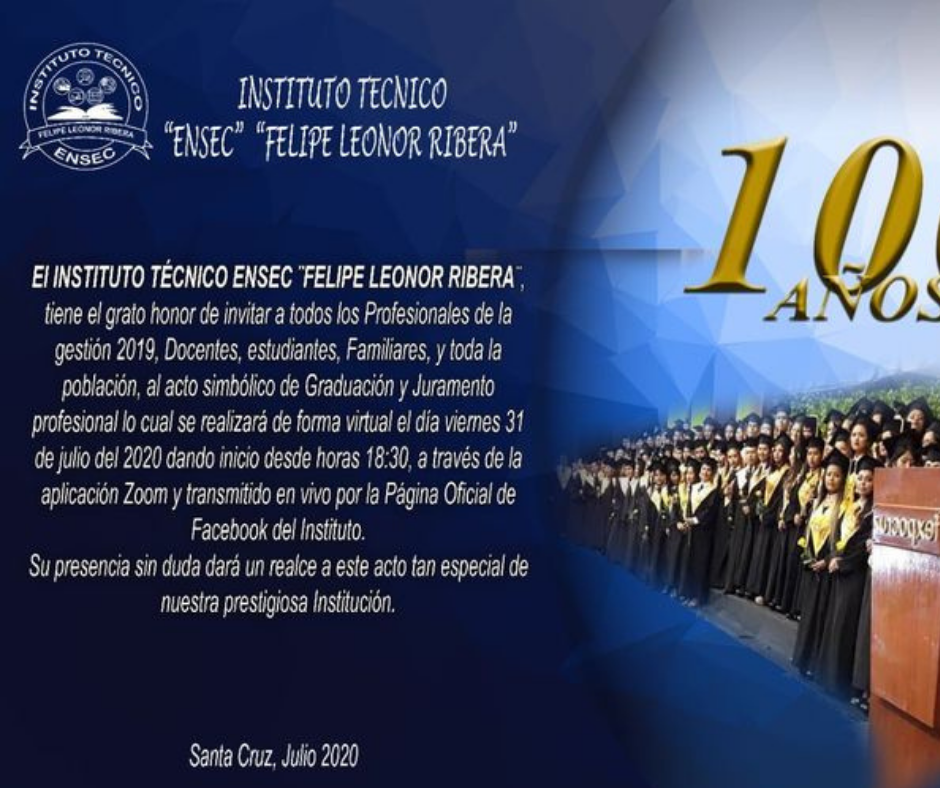 INSTITUTO TECNICO
FELIPE LEONOR RIBERA
ENSEC
INSTITUTO TECNICO
"ENSEC" "FELIPE LEONOR RIBERA"
El INSTITUTO TÉCNICO ENSEC ¨FELIPE LEONOR RIBERA¨,
tiene el grato honor de invitar a todos los Profesionales de la
gestión 2019, Docentes, estudiantes, Familiares, y toda la
población, al acto simbólico de Graduación y Juramento
profesional lo cual se realizará de forma virtual el día viernes 31
de julio del 2020 dando inicio desde horas 18:30, a través de la
aplicación Zoom y transmitido en vivo por la Página Oficial de
Facebook del Instituto.
Su presencia sin duda dará un realce a este acto tan especial de
nuestra prestigiosa Institución.
Santa Cruz, Julio 2020
100
AÑOS